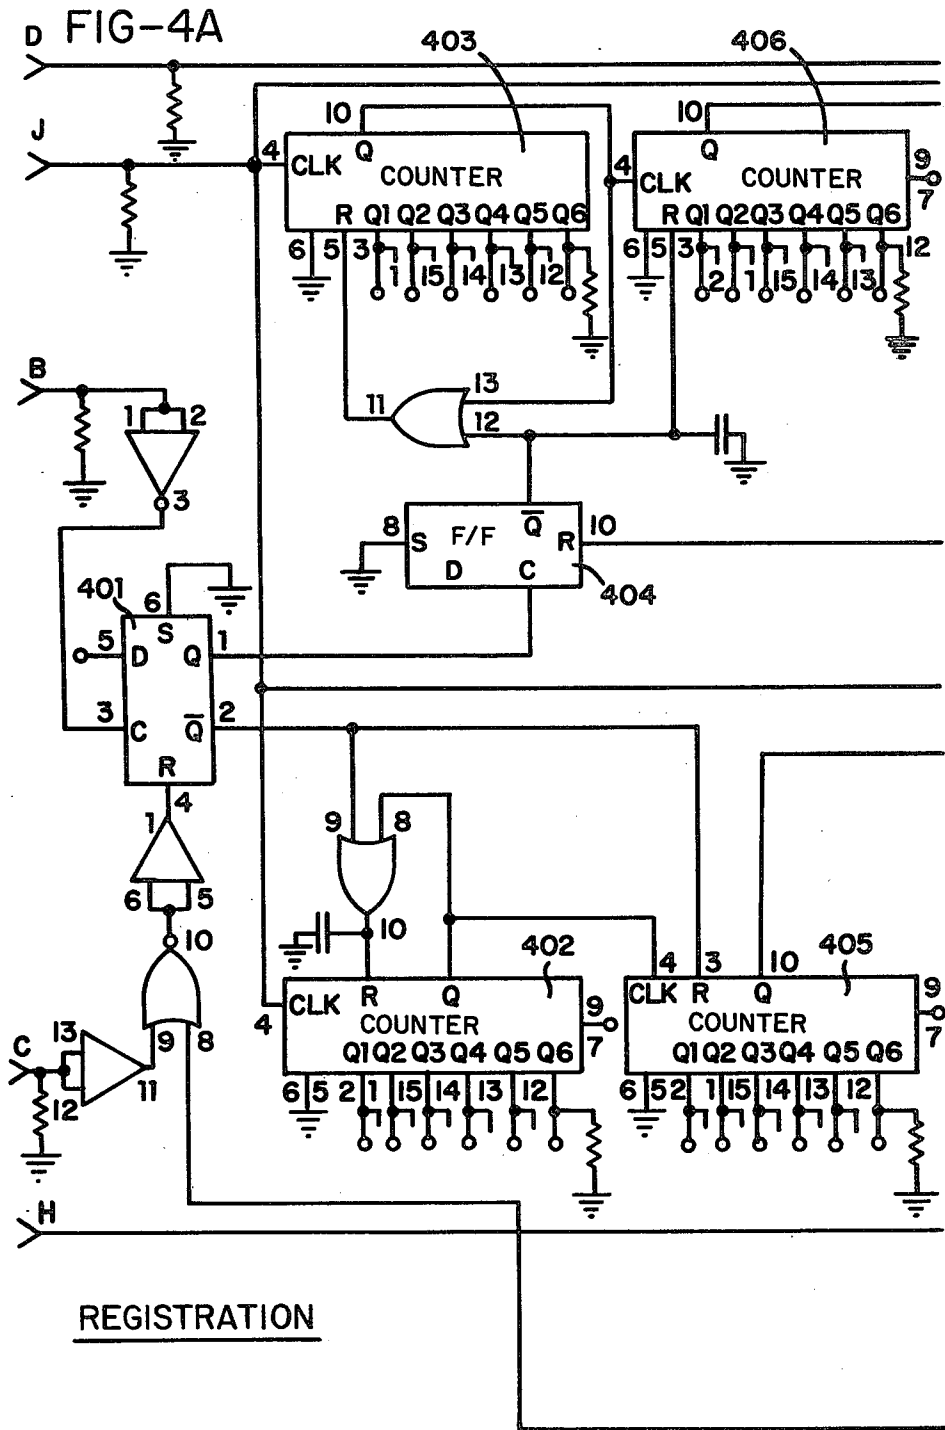 D FIG-4A
403 406
10 10
J
4 CLK Q 4 CLK Q 9
COUNTER COUNTER
7
R Q1 Q2 Q3 Q4 Q5 Q6 R Q1 Q2 Q3 Q4 Q5 Q6
6 5 3 1 15 14 13 12 6 5 3 2 1 15 14 13 12
B
1 2
11 13
12
3
8 S F/F Q R 10
D C
404
401 6
S
5 D Q 1
3 C Q 2
R
4
1
9 8
6 5
10
10
402 405
4 3 10
CLK R Q 9 CLK R Q 9
4 COUNTER 7 COUNTER 7
Q1 Q2 Q3 Q4 Q5 Q6 Q1 Q2 Q3 Q4 Q5 Q6
C 13 9 8
11
12
6 5 2 1 15 14 13 12 6 5 2 1 15 14 13 12
H
REGISTRATION